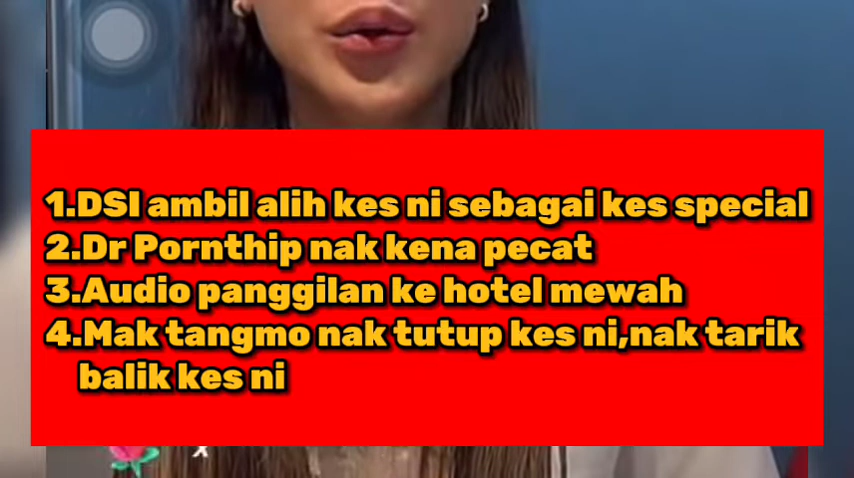 1.DSI ambil alih kes ni sebagai kes special
2.Dr Pornthip nak kena pecat
3.Audio panggilan ke hotel mewah
4.Mak tangmo nak tutup kes ni,nak tarik
balik kes ni